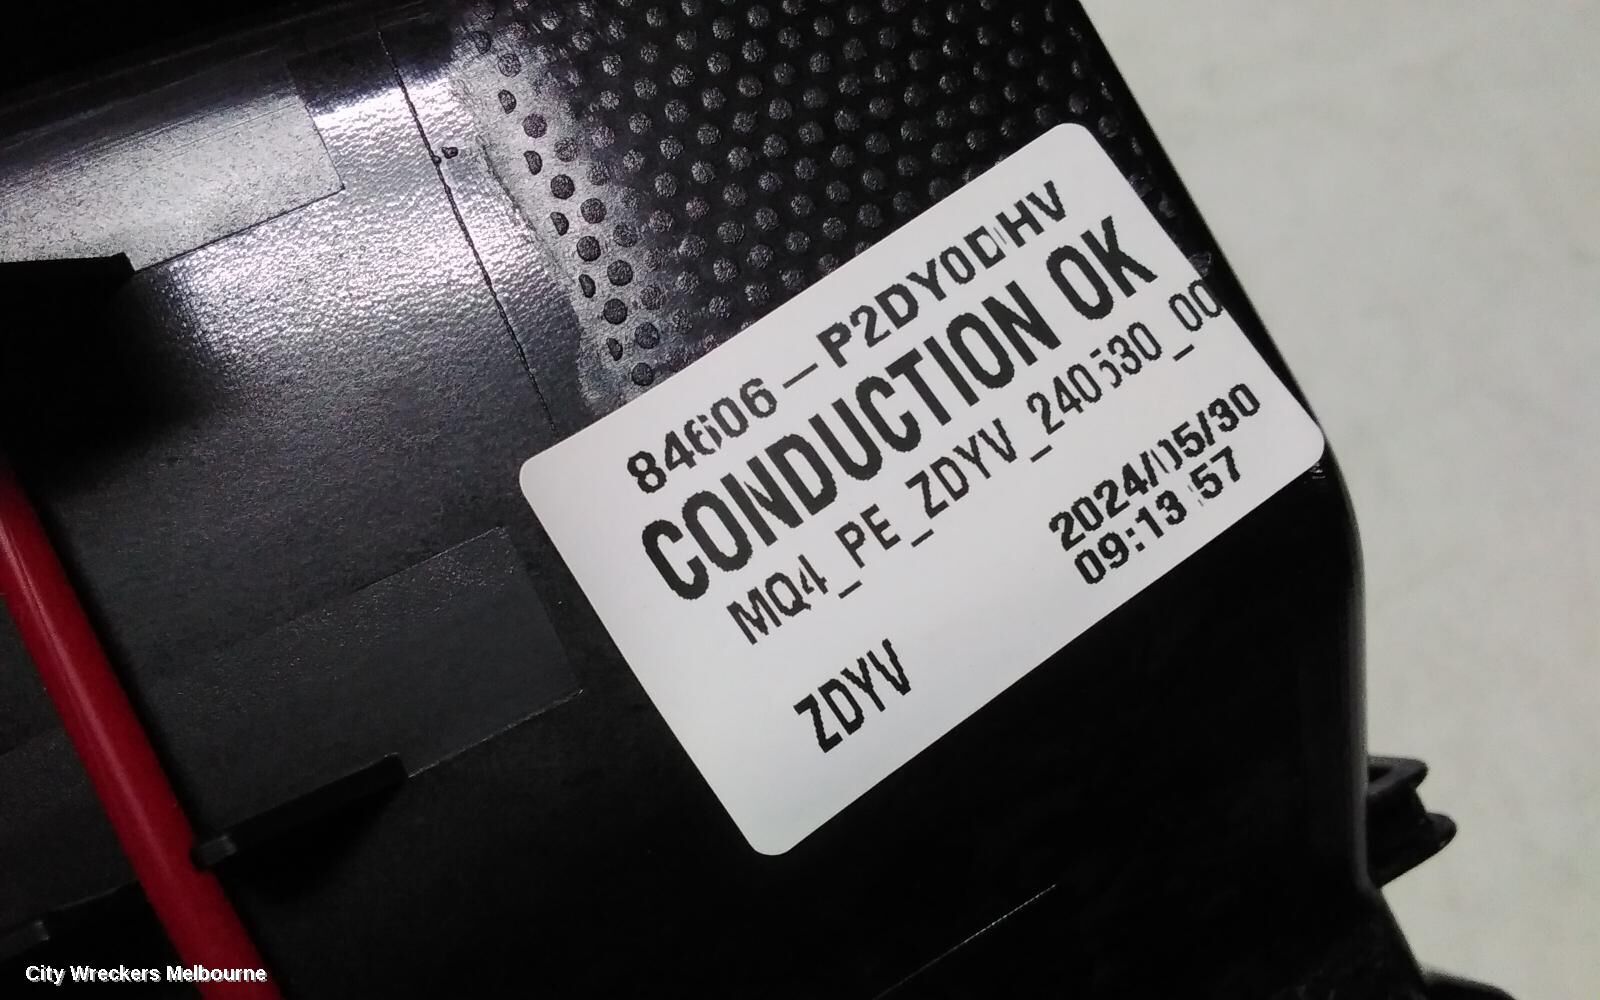 84606-P2DY0DHV
CONDUCTION OK
MQ4_PE_ZDYV_240530_00
2024/05/30
09:13:57
ZDYV
City Wreckers Melbourne